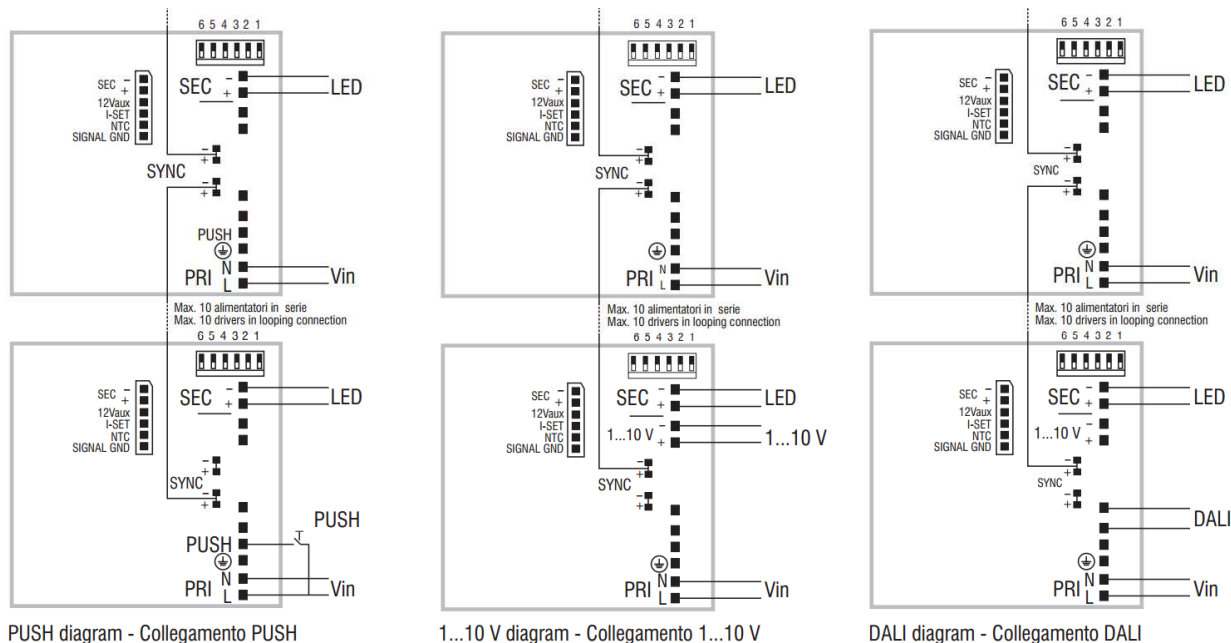 6 5 4 3 2 1
SEC -
+
12Vaux
I-SET
NTC
SIGNAL GND
SEC -
+
LED
-
+
SYNC
-
+
PUSH
N
PRI
L
Vin
Max. 10 alimentatori in serie
Max. 10 drivers in looping connection
6 5 4 3 2 1
SEC -
+
12Vaux
I-SET
NTC
SIGNAL GND
SEC -
+
LED
-
+
SYNC
-
+
PUSH
PUSH
N
PRI
L
Vin
PUSH diagram - Collegamento PUSH
6 5 4 3 2 1
SEC -
+
12Vaux
I-SET
NTC
SIGNAL GND
SEC -
+
LED
-
+
SYNC
-
+
N
PRI
L
Vin
Max. 10 alimentatori in serie
Max. 10 drivers in looping connection
6 5 4 3 2 1
SEC -
+
12Vaux
I-SET
NTC
SIGNAL GND
SEC -
+
LED
-
1...10 V
+
1...10 V
-
+
SYNC
-
+
N
PRI
L
Vin
1...10 V diagram - Collegamento 1...10 V
6 5 4 3 2 1
SEC -
+
12Vaux
I-SET
NTC
SIGNAL GND
SEC -
+
LED
-
+
SYNC
-
+
N
PRI
L
Vin
Max. 10 alimentatori in serie
Max. 10 drivers in looping connection
6 5 4 3 2 1
SEC -
+
12Vaux
I-SET
NTC
SIGNAL GND
SEC -
+
LED
-
1...10 V
+
-
+
SYNC
-
+
DALI
N
PRI
L
Vin
DALI diagram - Collegamento DALI